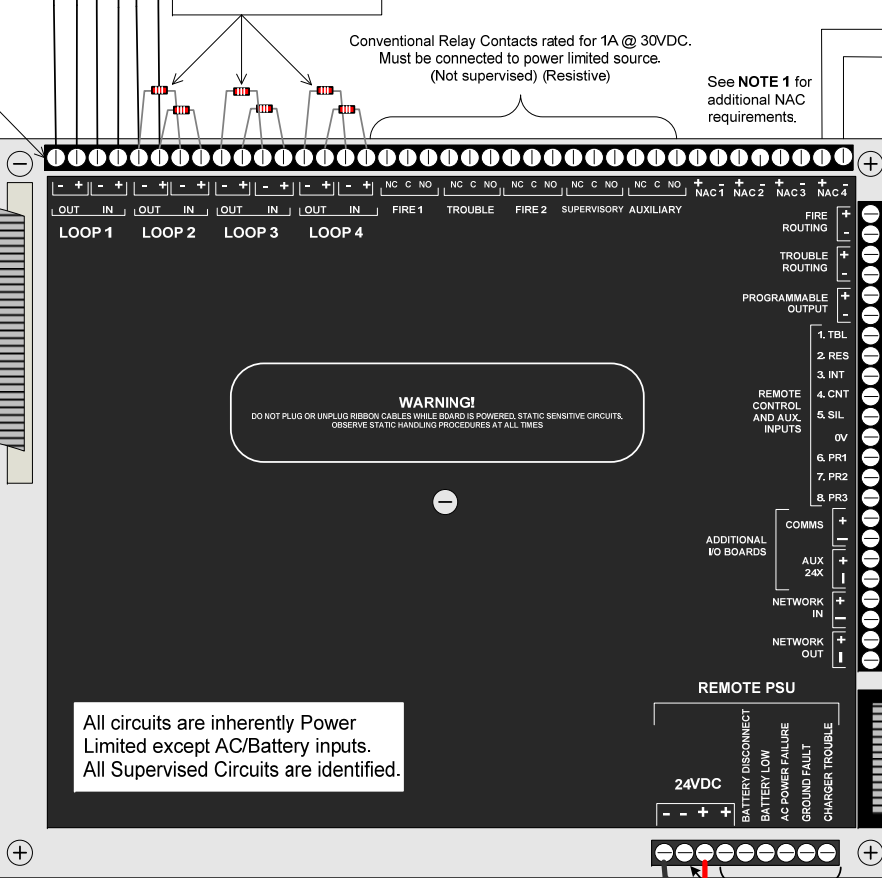 Conventional Relay Contacts rated for 1A @ 30VDC.
Must be connected to power limited source.
(Not supervised) (Resistive)
See NOTE 1 for
additional NAC
requirements.
- + - + - + - + - + - + - + - +
NC C NO NC C NO NC C NO NC C NO NC C NO
+ - + - + - + -
NAC 1 NAC 2 NAC 3 NAC 4
OUT IN OUT IN OUT IN OUT IN
FIRE 1 TROUBLE FIRE 2 SUPERVISORY AUXILIARY
LOOP 1 LOOP 2 LOOP 3 LOOP 4
FIRE +
ROUTING -
TROUBLE +
ROUTING -
PROGRAMMABLE +
OUTPUT -
1. TBL
2. RES
3. INT
4. CNT
5. SIL
0V
6. PR1
7. PR2
8. PR3
REMOTE
CONTROL
AND AUX.
INPUTS
WARNING!
DO NOT PLUG OR UNPLUG RIBBON CABLES WHILE BOARD IS POWERED. STATIC SENSITIVE CIRCUITS.
OBSERVE STATIC HANDLING PROCEDURES AT ALL TIMES
ADDITIONAL
I/O BOARDS
COMMS + -
AUX +
24X -
NETWORK +
IN -
NETWORK +
OUT -
REMOTE PSU
24VDC
- - + +
BATTERY DISCONNECT
BATTERY LOW
AC POWER FAILURE
GROUND FAULT
CHARGER TROUBLE
All circuits are inherently Power
Limited except AC/Battery inputs.
All Supervised Circuits are identified.